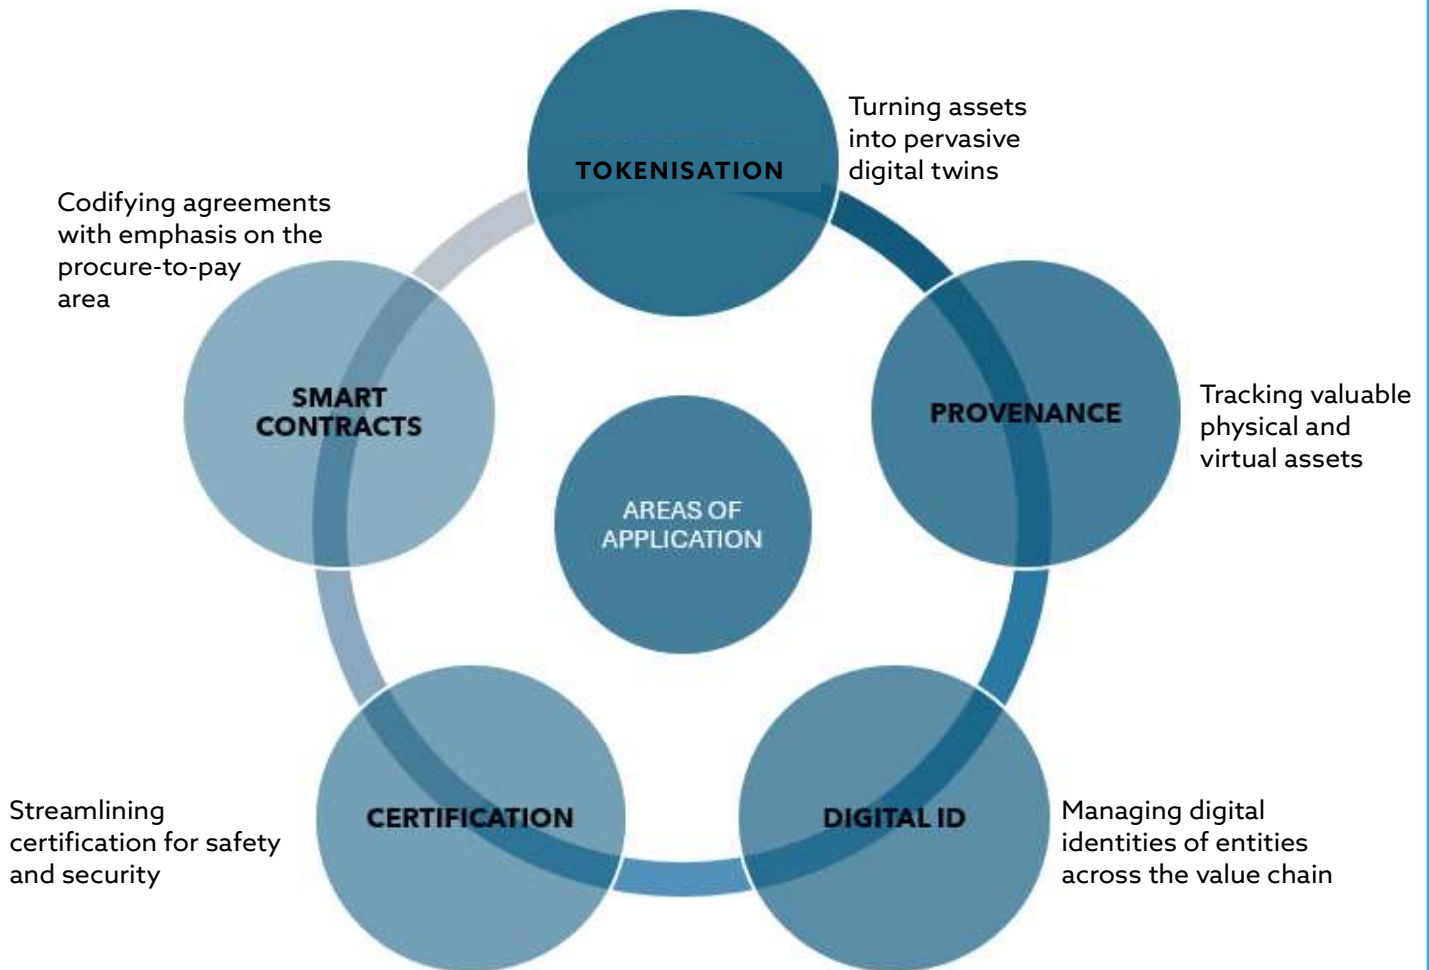 TOKENISATION
Turning assets
into pervasive
digital twins
Codifying agreements
with emphasis on the
procure-to-pay
area
SMART
CONTRACTS
PROVENANCE
Tracking valuable
physical and
virtual assets
AREAS OF
APPLICATION
Streamlining
certification for safety
and security
CERTIFICATION
DIGITAL ID
Managing digital
identities of entities
across the value chain